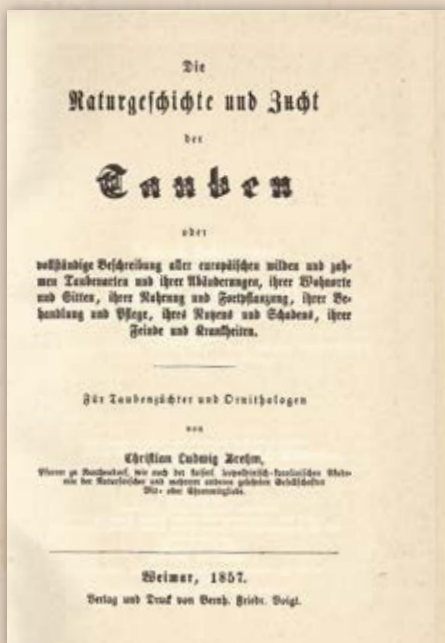 Die
Naturgeschichte und Zucht
der
Tauben
oder
vollständige Beschreibung aller europäischen wilden und zah-
men Taubenarten und ihrer Abänderungen, ihrer Wohnorte
und Sitten, ihrer Nahrung und Fortpflanzung, ihrer Be-
handlung und Pflege, ihres Nutzens und Schadens, ihrer
Feinde und Krankheiten.
Für Taubenzüchter und Ornithologen
von
Christian Ludwig Brehm,
Pfarrer zu Renthendorf, wie auch der kaiserl. leopoldinisch-karolinischen Akade-
mie der Naturforscher und mehrerer anderen gelehrten Gesellschaften
Mit- oder Ehrenmitgliede.
Weimar, 1857.
Verlag und Druck von Bernh. Friedr. Voigt.